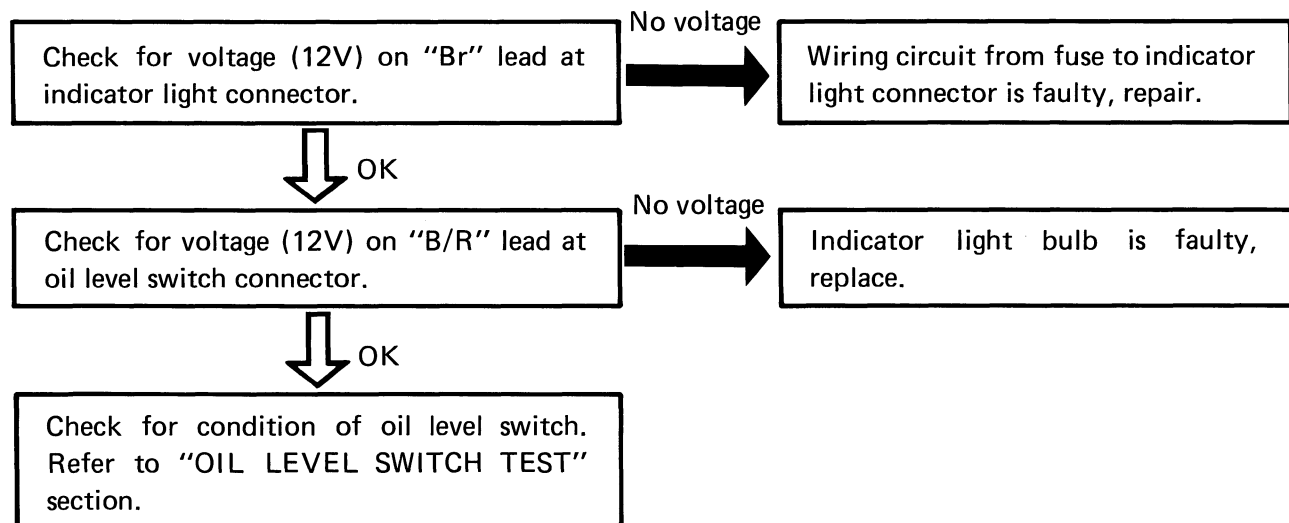 No voltage
Check for voltage (12V) on "Br" lead at
indicator light connector.
Wiring circuit from fuse to indicator
light connector is faulty, repair.
OK
No voltage
Check for voltage (12V) on "B/R" lead at
oil level switch connector.
Indicator light bulb is faulty,
replace.
OK
Check for condition of oil level switch.
Refer to "OIL LEVEL SWITCH TEST"
section.